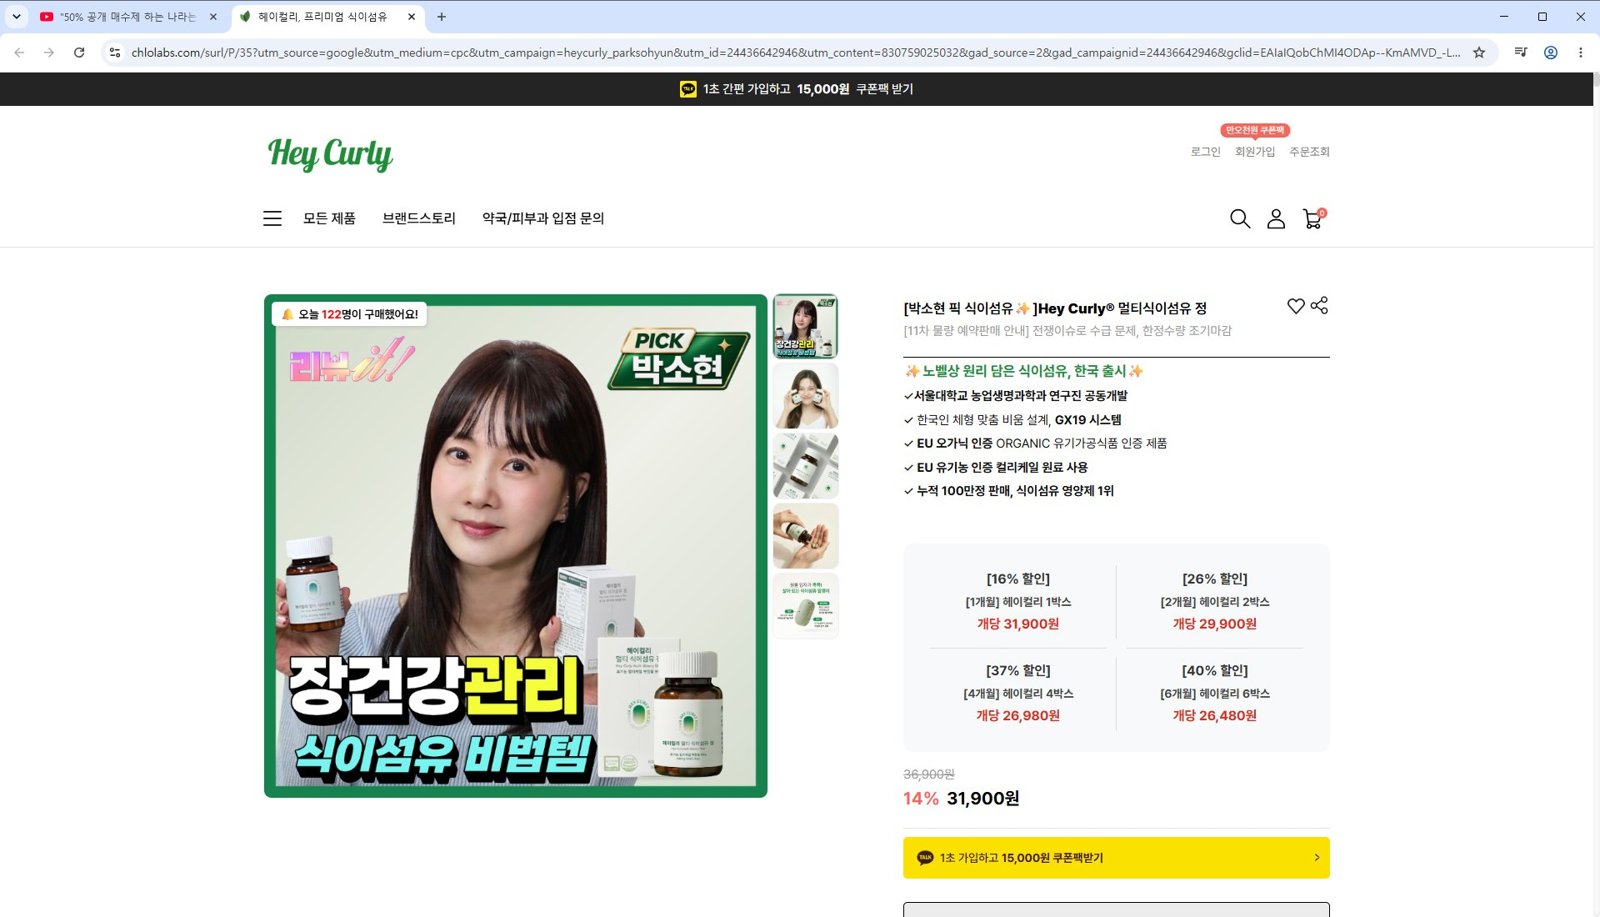 "50% 공개 매수제 하는 나라는
헤이컬리, 프리미엄 식이섬유
chlolabs.com/surl/P/35?utm_source=google&utm_medium=cpc&utm_campaign=heycurly_parksohyun&utm_id=24436642946&utm_content=830759025032&gad_source=2&gad_campaignid=24436642946&gclid=EAIaIQobChMI4ODAp--KmAMVD_-L...
TALK 1초 간편 가입하고 15,000원 쿠폰팩 받기
Hey Curly
만오천원 쿠폰팩
로그인 회원가입 주문조회
모든 제품 브랜드스토리 약국/피부과 입점 문의
0
오늘 122명이 구매했어요!
리뷰it!
PICK
박소현
헤이컬리
멀티 식이섬유 정
장건강관리
식이섬유 비법템
[박소현 픽 식이섬유✨]Hey Curly® 멀티식이섬유 정
[11차 물량 예약판매 안내] 전쟁이슈로 수급 문제, 한정수량 조기마감
✨노벨상 원리 담은 식이섬유, 한국 출시✨
✓서울대학교 농업생명과학과 연구진 공동개발
✓ 한국인 체형 맞춤 비움 설계, GX19 시스템
✓ EU 오가닉 인증 ORGANIC 유기가공식품 인증 제품
✓ EU 유기농 인증 컬리케일 원료 사용
✓ 누적 100만정 판매, 식이섬유 영양제 1위
[16% 할인]
[1개월] 헤이컬리 1박스
개당 31,900원
[26% 할인]
[2개월] 헤이컬리 2박스
개당 29,900원
[37% 할인]
[4개월] 헤이컬리 4박스
개당 26,980원
[40% 할인]
[6개월] 헤이컬리 6박스
개당 26,480원
36,900원
14% 31,900원
TALK 1초 가입하고 15,000원 쿠폰팩받기